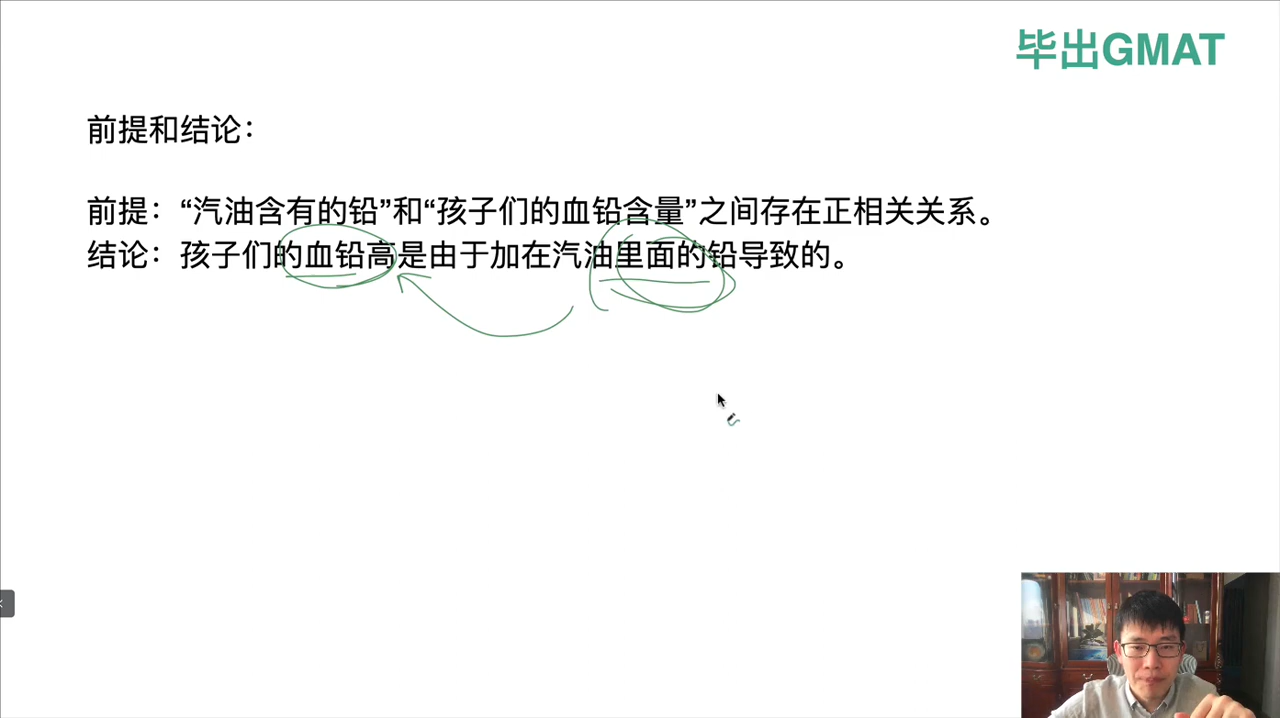 毕出GMAT
前提和结论：
前提：“汽油含有的铅”和“孩子们的血铅含量”之间存在正相关关系。
结论：孩子们的血铅高是由于加在汽油里面的铅导致的。